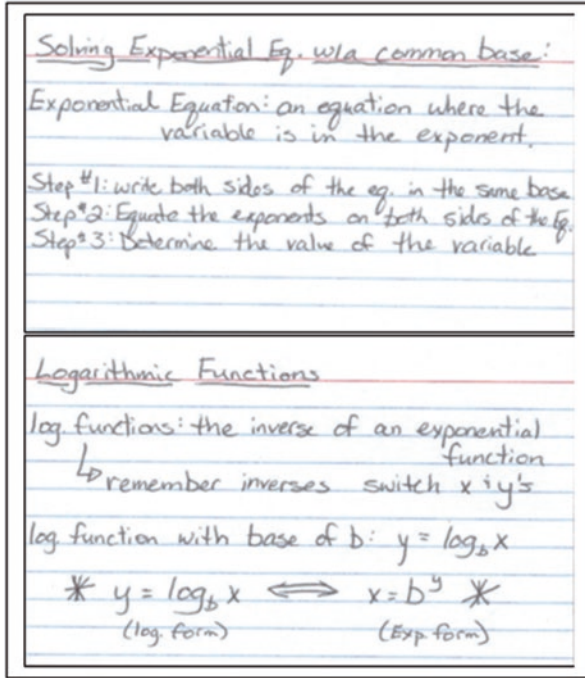 Solving Exponential Eq. w/a common base:
Exponential Equation: an equation where the
variable is in the exponent.
Step #1: write both sides of the eq. in the same base
Step #2: Equate the exponents on both sides of the Eq.
Step #3: Determine the value of the variable
Logarithmic Functions
log. functions: the inverse of an exponential
function
↳ remember inverses switch x & y's
log function with base of b: y = log_b x
* y = log_b x ⟺ x = b^y *
(log. form) (Exp. form)